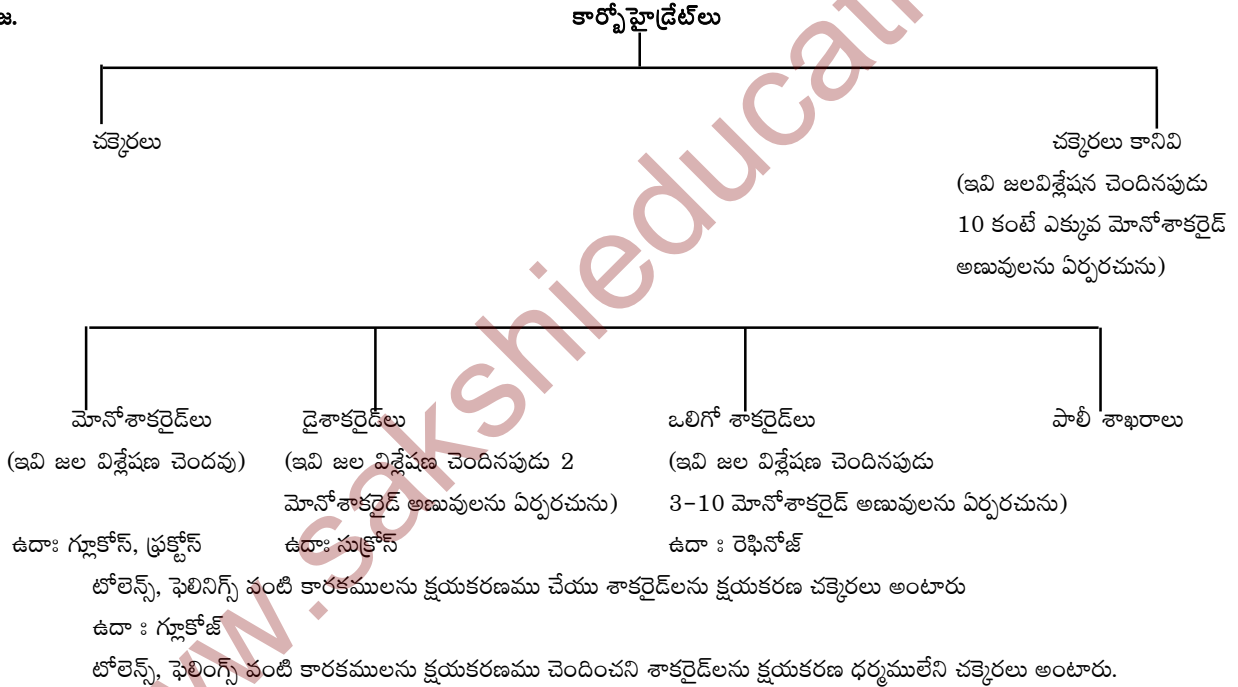 జ.
కార్బోహైడ్రేట్‌లు
చక్కెరలు
చక్కెరలు కానివి
(ఇవి జలవిశ్లేషన చెందినపుడు
10 కంటే ఎక్కువ మోనోశాకరైడ్
అణువులను ఏర్పరచును)
మోనోశాకరైడ్‌లు
(ఇవి జల విశ్లేషణ చెందవు)
ఉదాః గ్లూకోస్, ఫ్రక్టోస్
డైశాకరైడ్‌లు
(ఇవి జల విశ్లేషణ చెందినపుడు 2
మోనోశాకరైడ్ అణువులను ఏర్పరచును)
ఉదాః సుక్రోస్
ఒలిగో శాకరైడ్‌లు
(ఇవి జల విశ్లేషణ చెందినపుడు
3-10 మోనోశాకరైడ్ అణువులను ఏర్పరచును)
ఉదా : రెఫినోజ్
పాలీ శాఖరాలు
టోలెన్స్, ఫెలినిగ్స్ వంటి కారకములను క్షయకరణము చేయు శాకరైడ్‌లను క్షయకరణ చక్కెరలు అంటారు
ఉదా : గ్లూకోజ్
టోలెన్స్, ఫెలింగ్స్ వంటి కారకములను క్షయకరణము చెందించని శాకరైడ్‌లను క్షయకరణ ధర్మములేని చక్కెరలు అంటారు.
www.sakshieducati